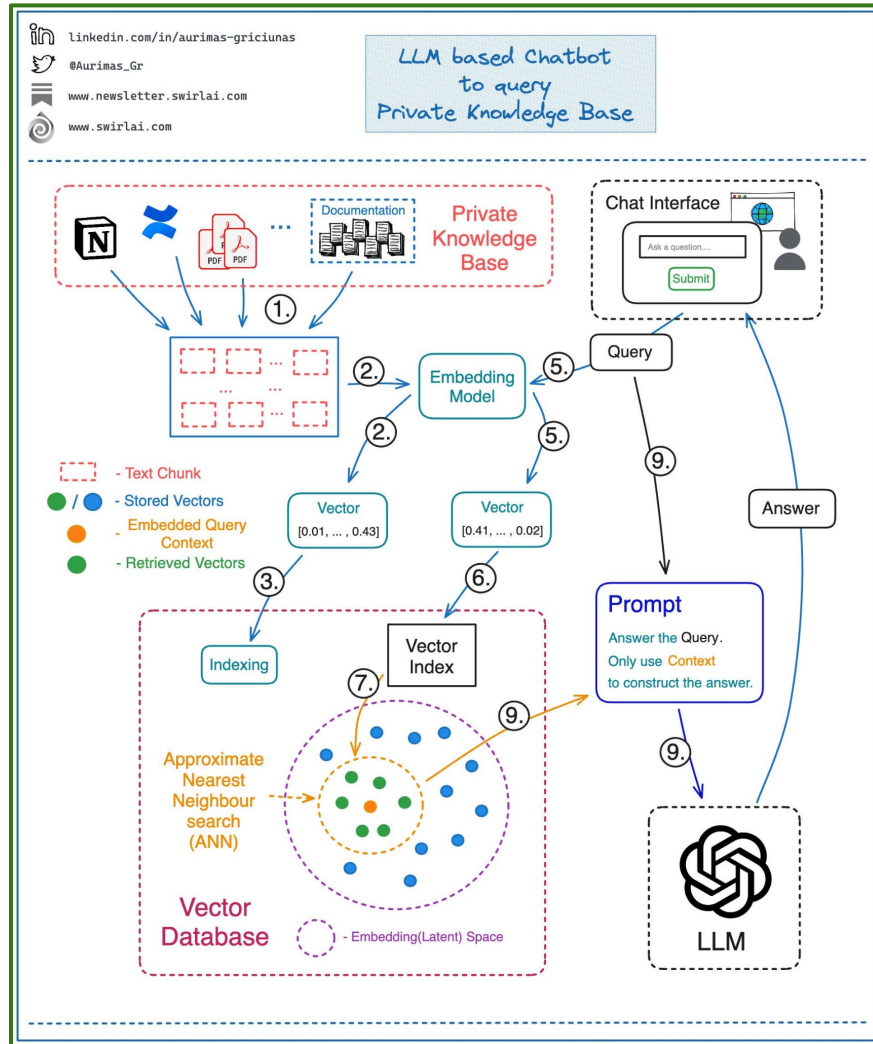 linkedin.com/in/aurimas-griciunas
@Aurimas_Gr
www.newsletter.swirlai.com
www.swirlai.com
LLM based Chatbot
to query
Private Knowledge Base
N
PDF
PDF
PDF
...
Documentation
Private
Knowledge
Base
Chat Interface
Ask a question....
Submit
1.
...
... ...
...
2.
Embedding
Model
5.
Query
2.
5.
9.
- Text Chunk
/
- Stored Vectors
- Embedded Query
Context
- Retrieved Vectors
Vector
[0.01, ... , 0.43]
Vector
[0.41, ... , 0.02]
Answer
3.
6.
Indexing
Vector
Index
Prompt
Answer the Query.
Only use Context
to construct the answer.
7.
9.
9.
Approximate
Nearest
Neighbour
search
(ANN)
Vector
Database
- Embedding(Latent) Space
LLM